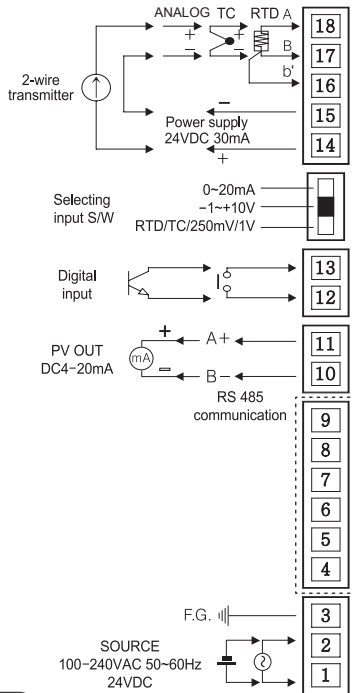 ANALOG TC RTD A
+ + 18
− − B 17
b' 16
2-wire
transmitter
− 15
Power supply
24VDC 30mA
+ 14
0~20mA
Selecting
input S/W
−1~+10V
RTD/TC/250mV/1V
Digital
input
13
12
PV OUT
DC4−20mA
+ A+ 11
mA
− B− 10
RS 485
communication
9
8
7
6
5
4
F.G. 3
SOURCE
100−240VAC 50~60Hz
24VDC
2
1